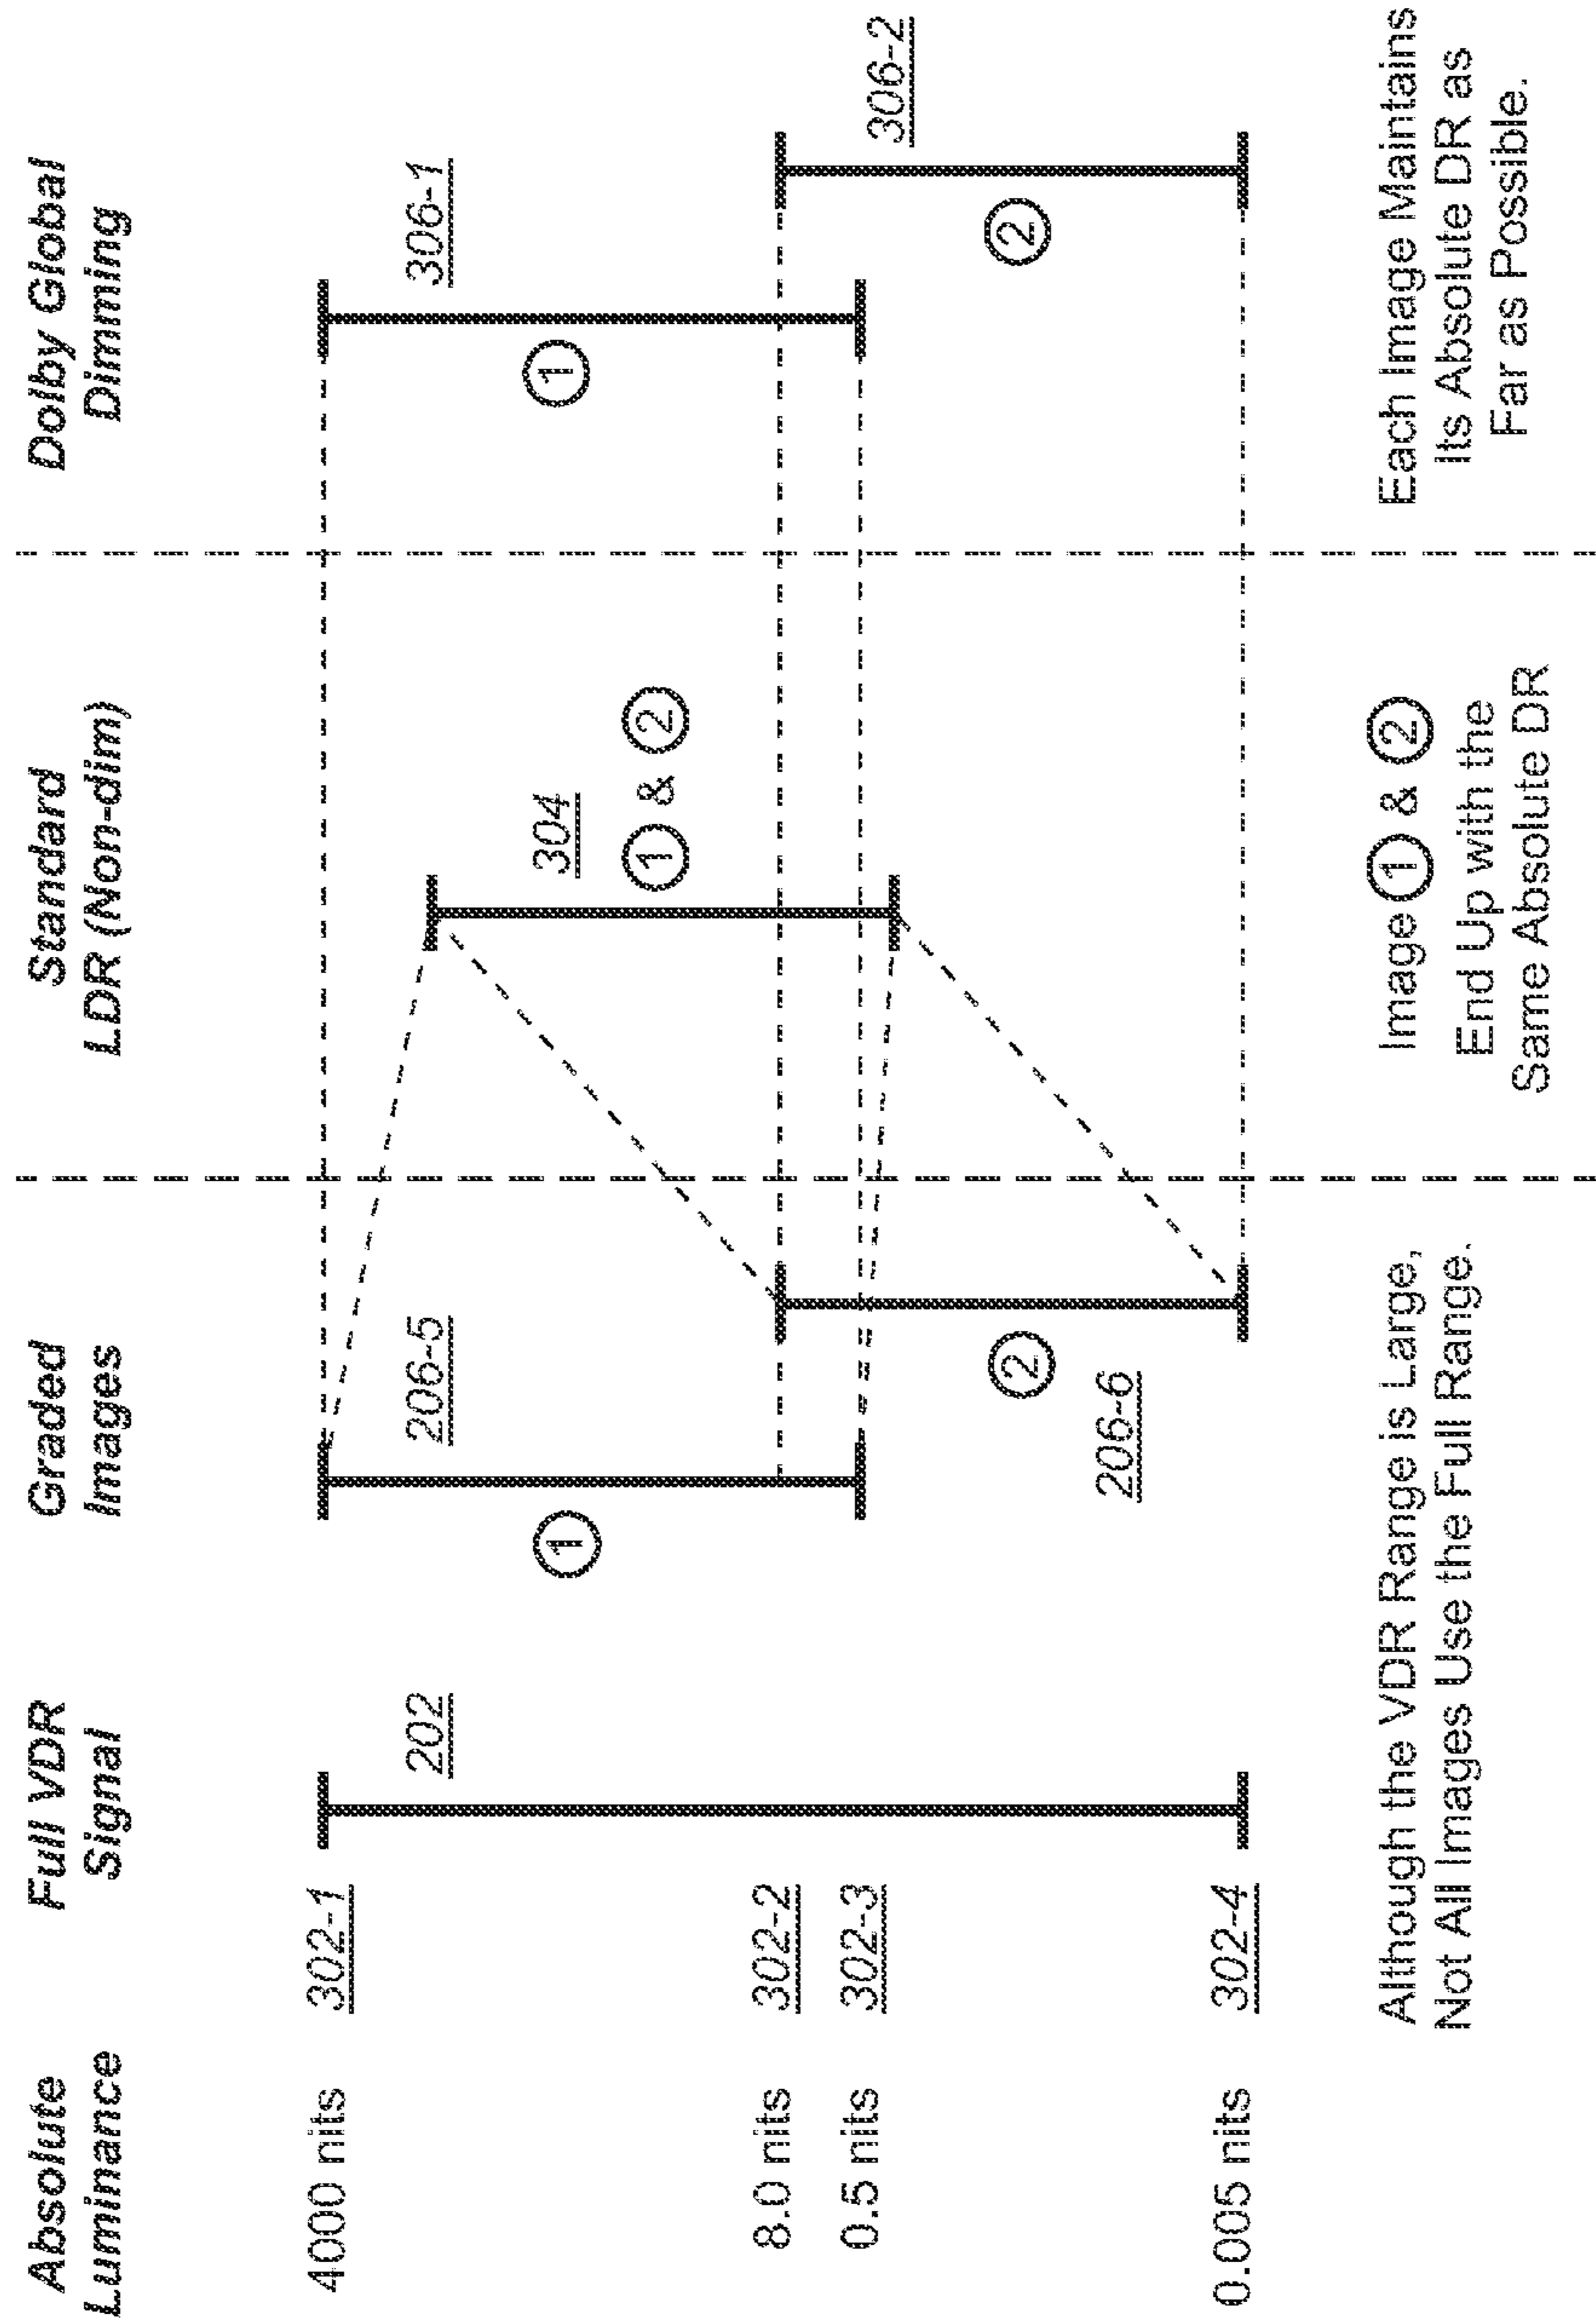 Absolute
Luminance
Full VDR
Signal
Graded
Images
Standard
LDR (Non-dim)
Dolby Global
Dimming
4000 nits
302-1
202
206-5
306-1
304
1
1 & 2
1
8.0 nits
302-2
0.5 nits
302-3
306-2
2
2
206-6
0.005 nits
302-4
Although the VDR Range is Large,
Not All Images Use the Full Range.
Image 1 & 2
End Up with the
Same Absolute DR
Each Image Maintains
its Absolute DR as
Far as Possible.